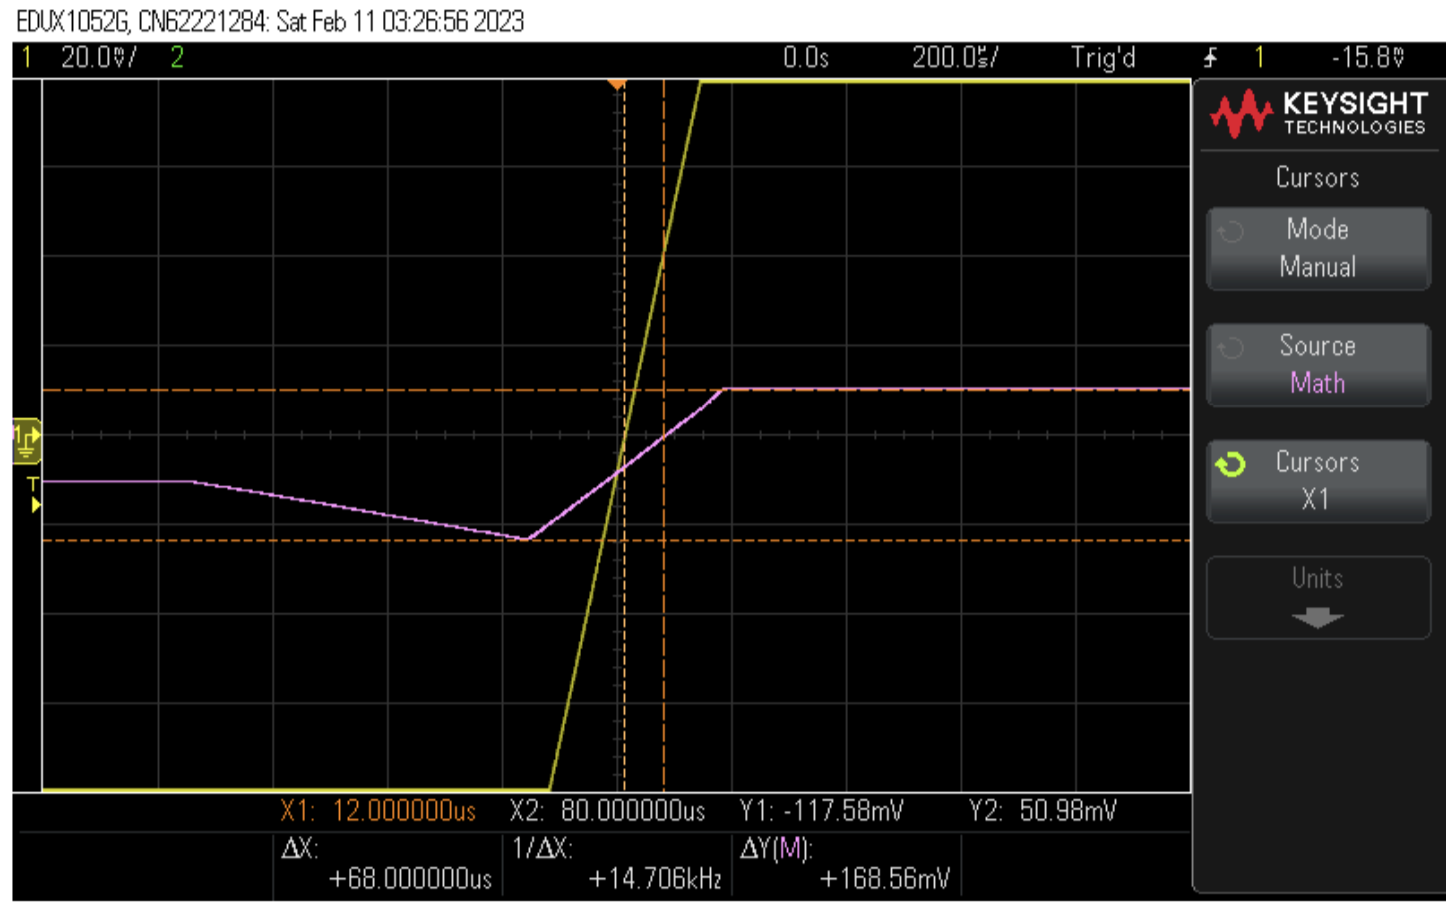 EDUX1052G, CN62221284: Sat Feb 11 03:26:56 2023
1 20.0V/ 2 0.0s 200.0us/ Trig'd 1 -15.8V
KEYSIGHT
TECHNOLOGIES
Cursors
Mode
Manual
Source
Math
Cursors
X1
Units
1
T
X1: 12.000000us X2: 80.000000us Y1: -117.58mV Y2: 50.98mV
ΔX: 1/ΔX: ΔY(M):
+68.000000us +14.706kHz +168.56mV